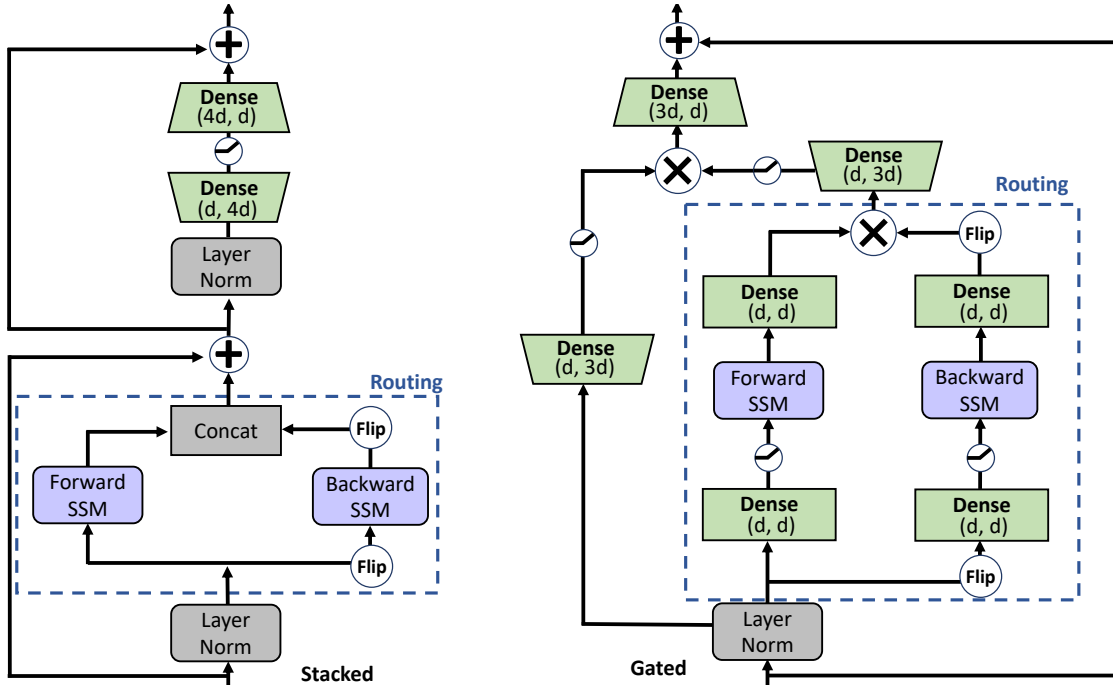 Dense
(4d, d)
Dense
(d, 4d)
Layer
Norm
Routing
Concat
Flip
Forward
SSM
Backward
SSM
Flip
Layer
Norm
Stacked
Dense
(3d, d)
Dense
(d, 3d)
Routing
Flip
Dense
(d, d)
Dense
(d, d)
Dense
(d, 3d)
Forward
SSM
Backward
SSM
Dense
(d, d)
Dense
(d, d)
Flip
Layer
Norm
Gated